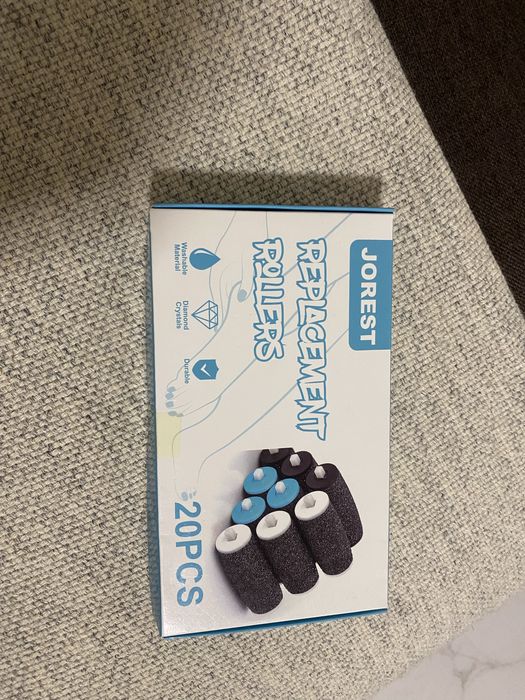 JOREST
REPLACEMENT
ROLLERS
Washable
Material
Diamond
Crystals
Durable
20PCS